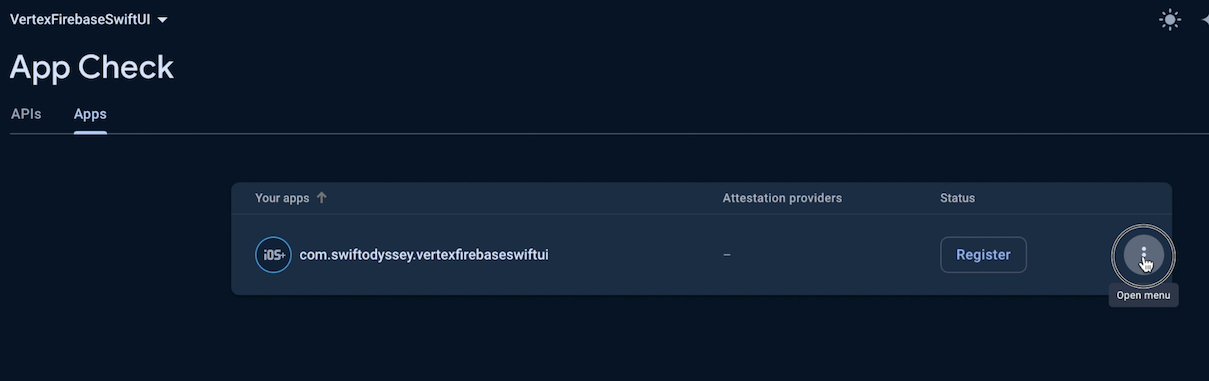 VertexFirebaseSwiftUI
App Check
APIs Apps
Your apps Attestation providers Status
iOS+ com.swiftodyssey.vertexfirebaseswiftui – Register
Open menu